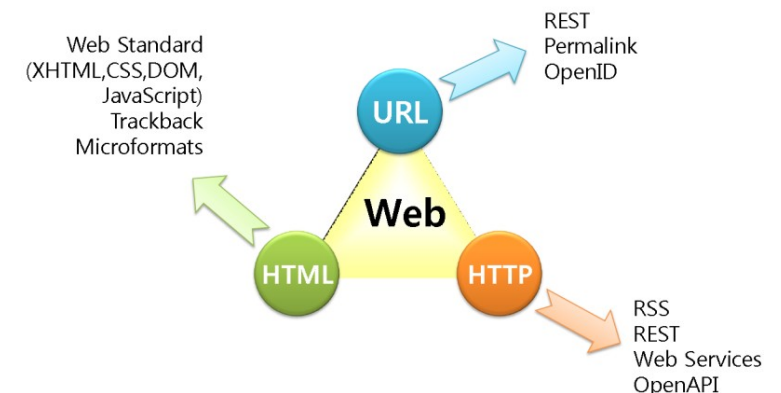 REST
Permalink
OpenID
Web Standard
(XHTML,CSS,DOM,
JavaScript)
Trackback
Microformats
URL
Web
HTML
HTTP
RSS
REST
Web Services
OpenAPI